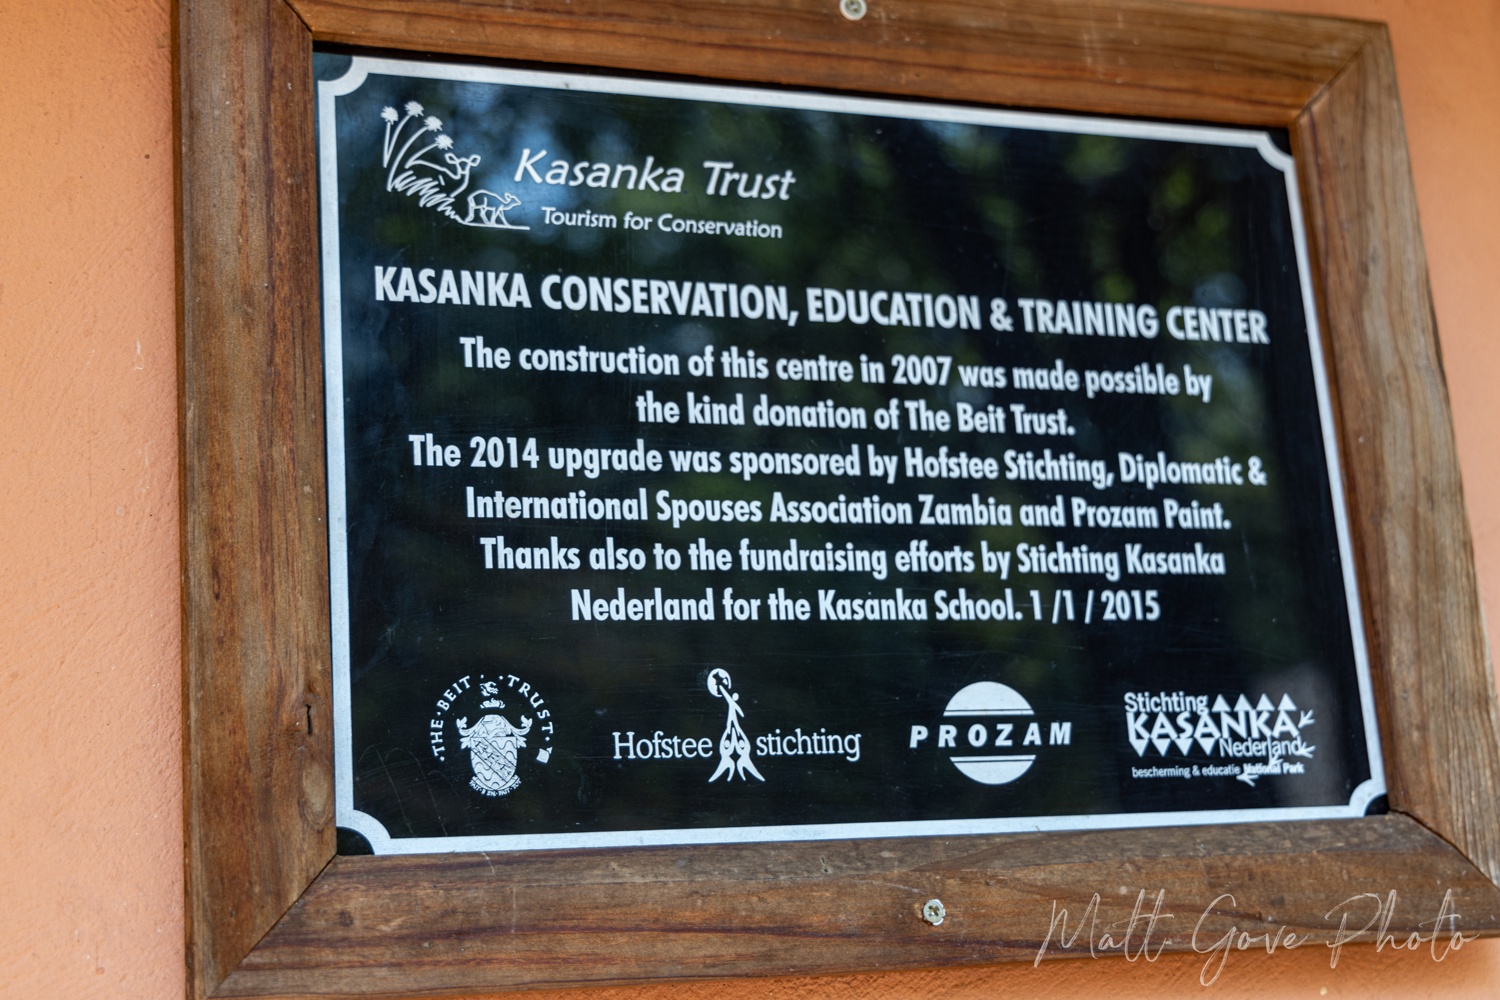 Kasanka Trust
Tourism for Conservation
KASANKA CONSERVATION, EDUCATION & TRAINING CENTER
The construction of this centre in 2007 was made possible by
the kind donation of The Beit Trust.
The 2014 upgrade was sponsored by Hofstee Stichting, Diplomatic &
International Spouses Association Zambia and Prozam Paint.
Thanks also to the fundraising efforts by Stichting Kasanka
Nederland for the Kasanka School. 1 /1 / 2015
·THE·BEIT·TRUST·
Hofstee stichting
PROZAM
Stichting
KASANKA
Nederland
bescherming & educatie National Park
Matt Gove Photo